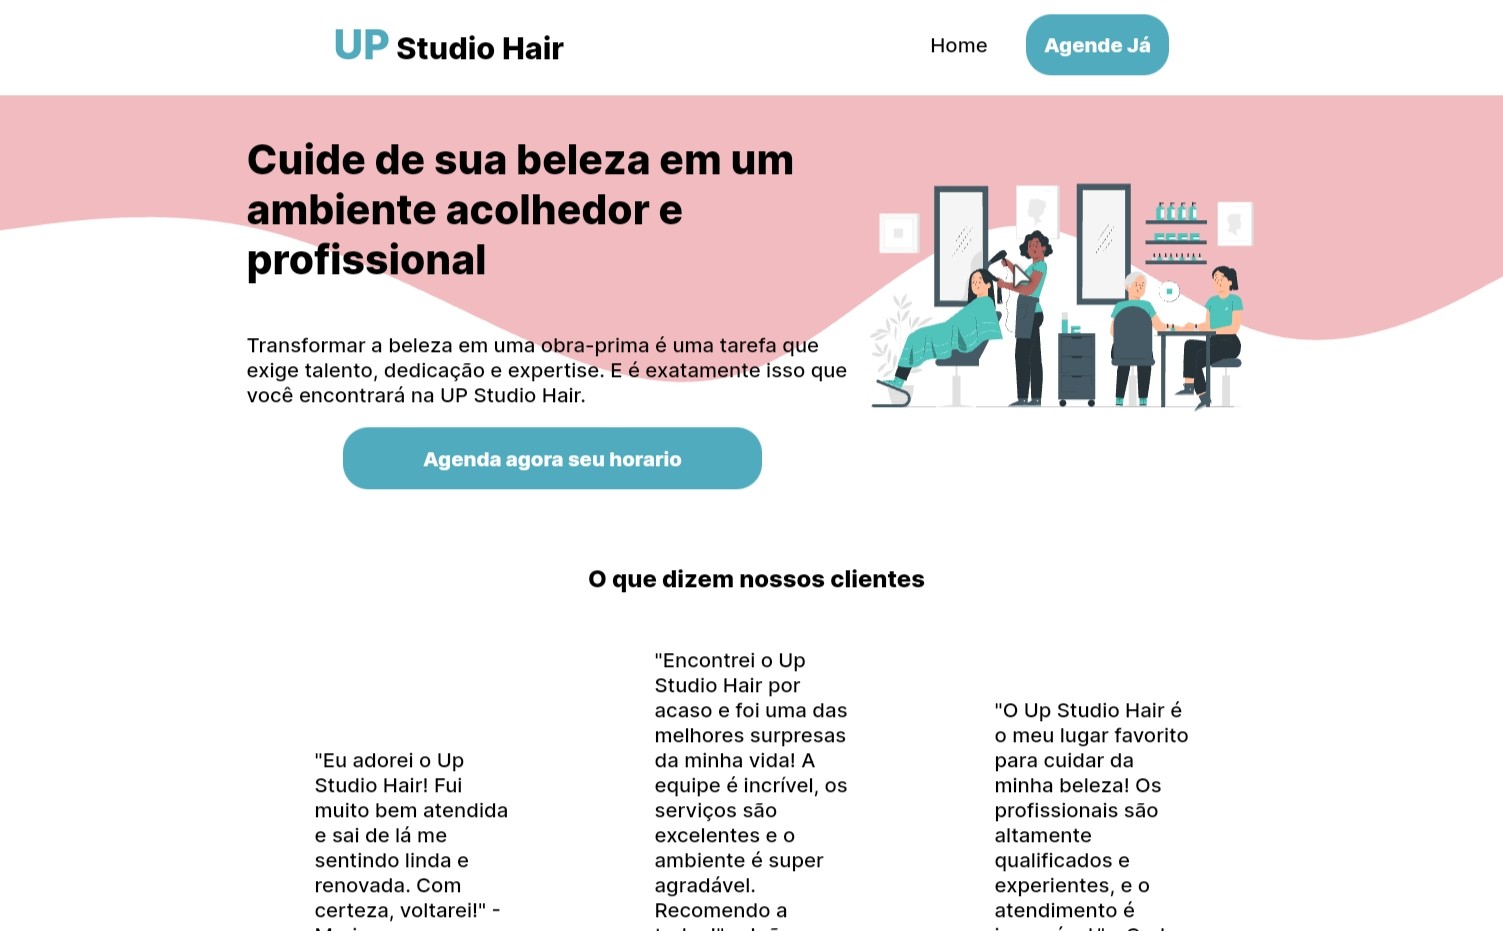 UP Studio Hair
Home
Agende Já
Cuide de sua beleza em um
ambiente acolhedor e
profissional
Transformar a beleza em uma obra-prima é uma tarefa que
exige talento, dedicação e expertise. E é exatamente isso que
você encontrará na UP Studio Hair.
Agenda agora seu horario
O que dizem nossos clientes
"Eu adorei o Up
Studio Hair! Fui
muito bem atendida
e sai de lá me
sentindo linda e
renovada. Com
certeza, voltarei!" -
"Encontrei o Up
Studio Hair por
acaso e foi uma das
melhores surpresas
da minha vida! A
equipe é incrível, os
serviços são
excelentes e o
ambiente é super
agradável.
Recomendo a
"O Up Studio Hair é
o meu lugar favorito
para cuidar da
minha beleza! Os
profissionais são
altamente
qualificados e
experientes, e o
atendimento é